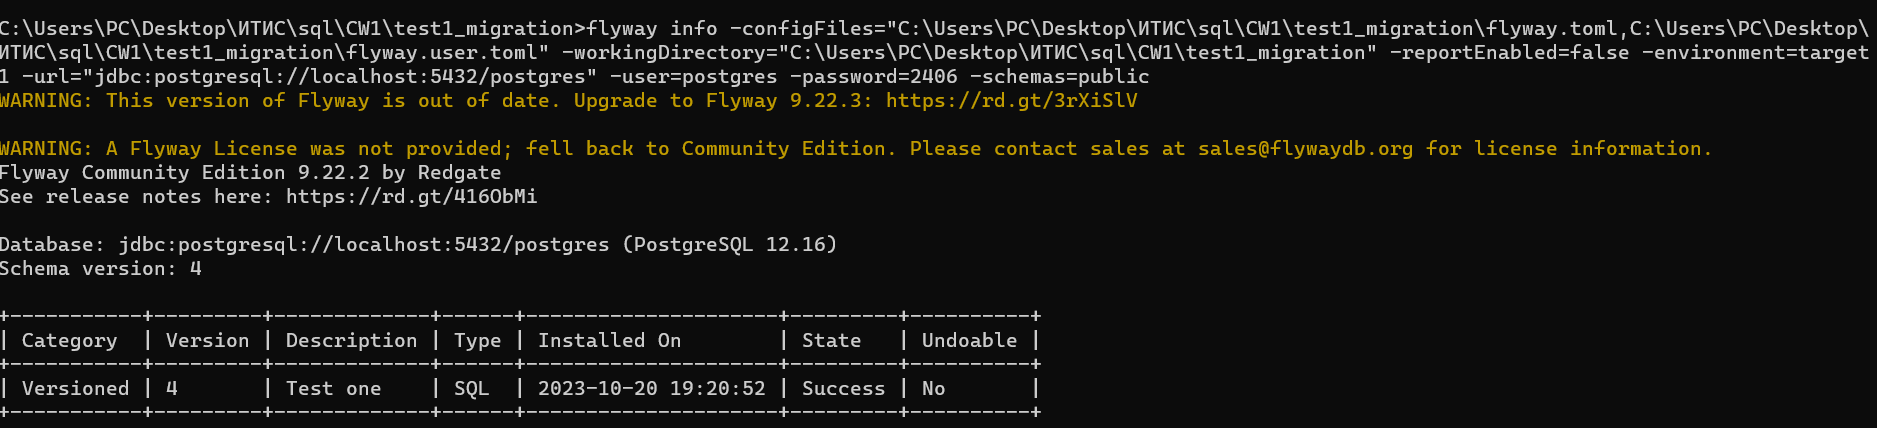 C:\Users\PC\Desktop\ИТИС\sql\CW1\test1_migration>flyway info -configFiles="C:\Users\PC\Desktop\ИТИС\sql\CW1\test1_migration\flyway.toml,C:\Users\PC\Desktop\
ИТИС\sql\CW1\test1_migration\flyway.user.toml" -workingDirectory="C:\Users\PC\Desktop\ИТИС\sql\CW1\test1_migration" -reportEnabled=false -environment=target
1 -url="jdbc:postgresql://localhost:5432/postgres" -user=postgres -password=2406 -schemas=public
WARNING: This version of Flyway is out of date. Upgrade to Flyway 9.22.3: https://rd.gt/3rXiSlV
WARNING: A Flyway License was not provided; fell back to Community Edition. Please contact sales at sales@flywaydb.org for license information.
Flyway Community Edition 9.22.2 by Redgate
See release notes here: https://rd.gt/416ObMi
Database: jdbc:postgresql://localhost:5432/postgres (PostgreSQL 12.16)
Schema version: 4
+-----------+---------+-------------+------+---------------------+---------+----------+
| Category  | Version | Description | Type | Installed On        | State   | Undoable |
+-----------+---------+-------------+------+---------------------+---------+----------+
| Versioned | 4       | Test one    | SQL  | 2023-10-20 19:20:52 | Success | No       |
+-----------+---------+-------------+------+---------------------+---------+----------+